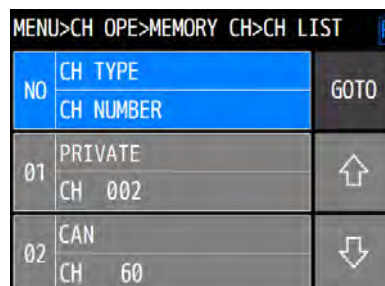 MENU>CH OPE>MEMORY CH>CH LIST
NO
CH TYPE
CH NUMBER
GOTO
01
PRIVATE
CH 002
02
CAN
CH 60